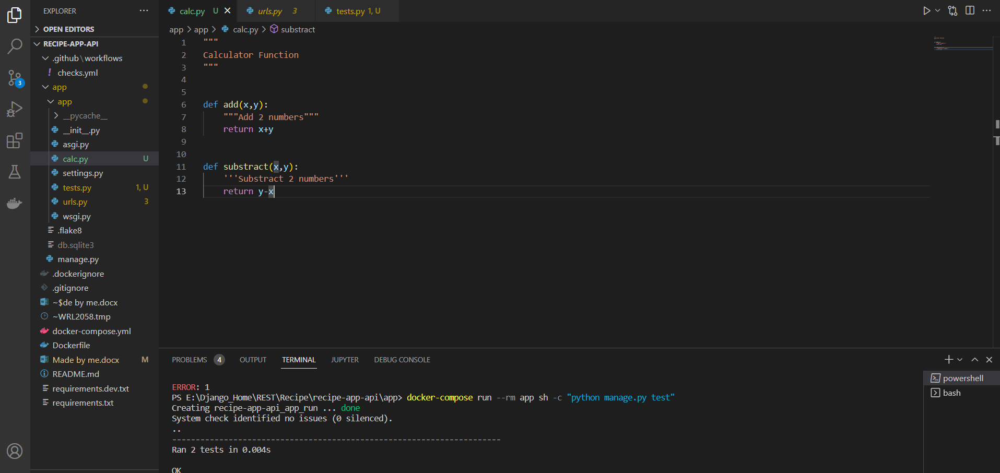 EXPLORER
OPEN EDITORS
RECIPE-APP-API
.github\workflows
! checks.yml
app
app
__pycache__
__init__.py
asgi.py
calc.py U
settings.py
tests.py 1, U
urls.py 3
wsgi.py
.flake8
db.sqlite3
manage.py
.dockerignore
.gitignore
~$de by me.docx
~WRL2058.tmp
docker-compose.yml
Dockerfile
Made by me.docx M
README.md
requirements.dev.txt
requirements.txt
3
calc.py U
urls.py 3
tests.py 1, U
app > app > calc.py > substract
1 """
2 Calculator Function
3 """
4
5
6 def add(x,y):
7     """Add 2 numbers"""
8     return x+y
9
10
11 def substract(x,y):
12     '''Substract 2 numbers'''
13     return y-x
PROBLEMS 4 OUTPUT TERMINAL JUPYTER DEBUG CONSOLE
ERROR: 1
PS E:\Django_Home\REST\Recipe\recipe-app-api\app> docker-compose run --rm app sh -c "python manage.py test"
Creating recipe-app-api_app_run ... done
System check identified no issues (0 silenced).
..
----------------------------------------------------------------------
Ran 2 tests in 0.004s
OK
powershell
bash